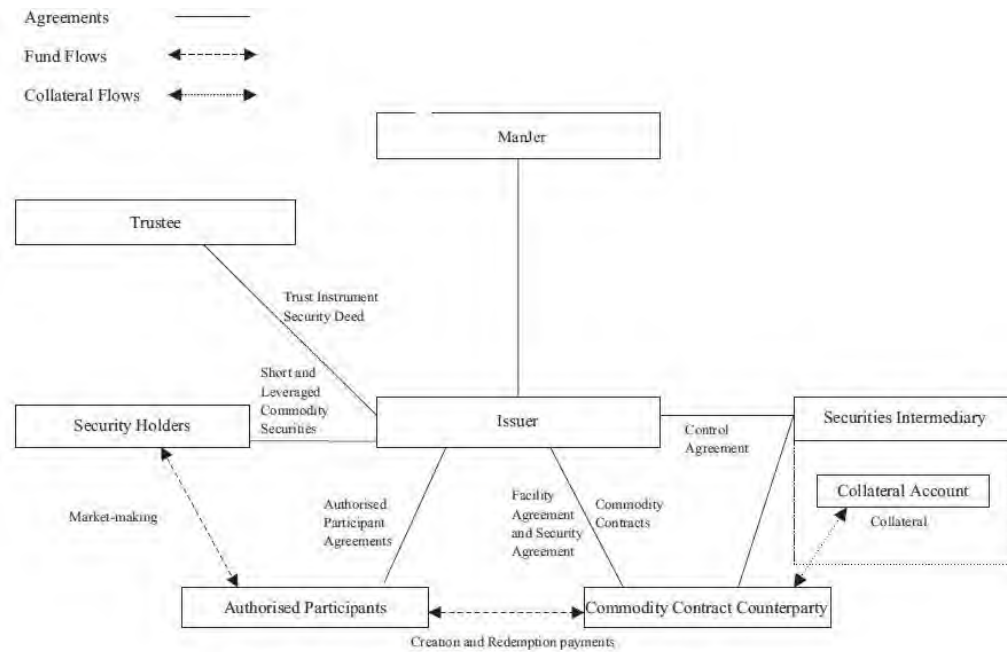 Agreements
Fund Flows
Collateral Flows
ManJer
Trustee
Trust Instrument
Security Deed
Short and
Leveraged
Commodity
Securities
Security Holders
Issuer
Securities Intermediary
Control
Agreement
Collateral Account
Collateral
Market-making
Authorised
Participant
Agreements
Facility
Agreement
and Security
Agreement
Commodity
Contracts
Authorised Participants
Commodity Contract Counterparty
Creation and Redemption payments